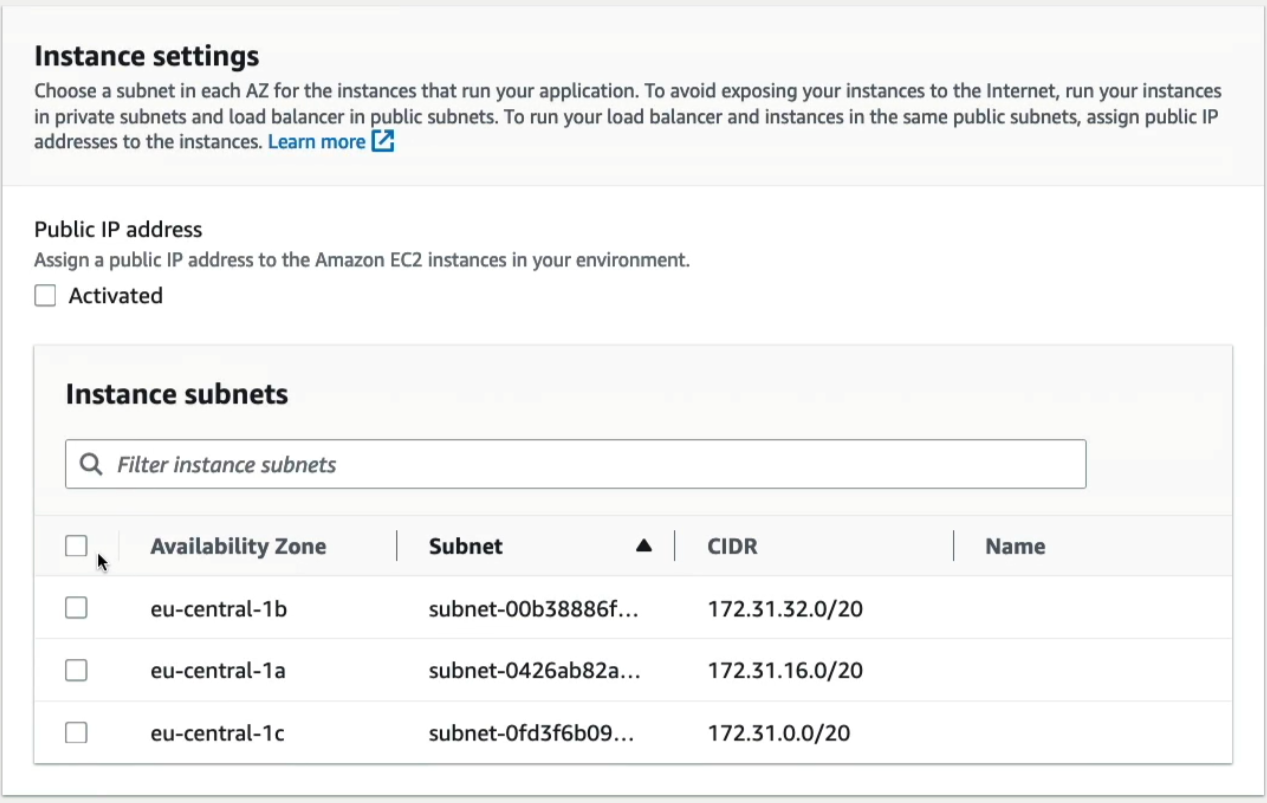 Instance settings
Choose a subnet in each AZ for the instances that run your application. To avoid exposing your instances to the Internet, run your instances
in private subnets and load balancer in public subnets. To run your load balancer and instances in the same public subnets, assign public IP
addresses to the instances. Learn more
Public IP address
Assign a public IP address to the Amazon EC2 instances in your environment.
Activated
Instance subnets
Filter instance subnets
Availability Zone Subnet CIDR Name
eu-central-1b subnet-00b38886f... 172.31.32.0/20
eu-central-1a subnet-0426ab82a... 172.31.16.0/20
eu-central-1c subnet-0fd3f6b09... 172.31.0.0/20